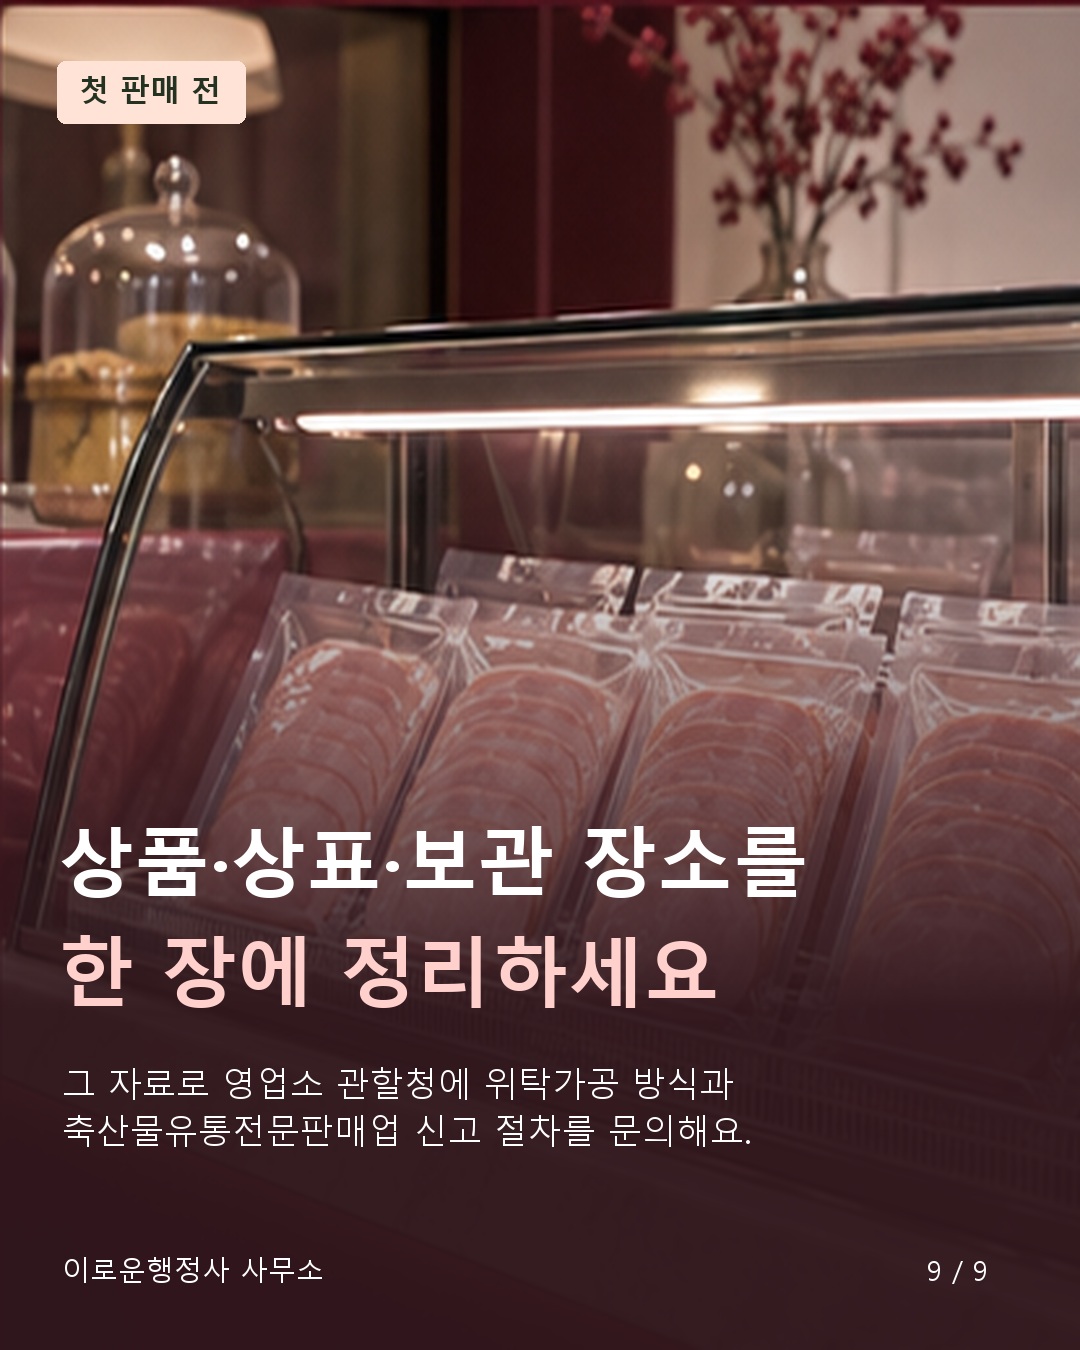 첫 판매 전
상품·상표·보관 장소를
한 장에 정리하세요
그 자료로 영업소 관할청에 위탁가공 방식과
축산물유통전문판매업 신고 절차를 문의해요.
이로운행정사 사무소
9 / 9